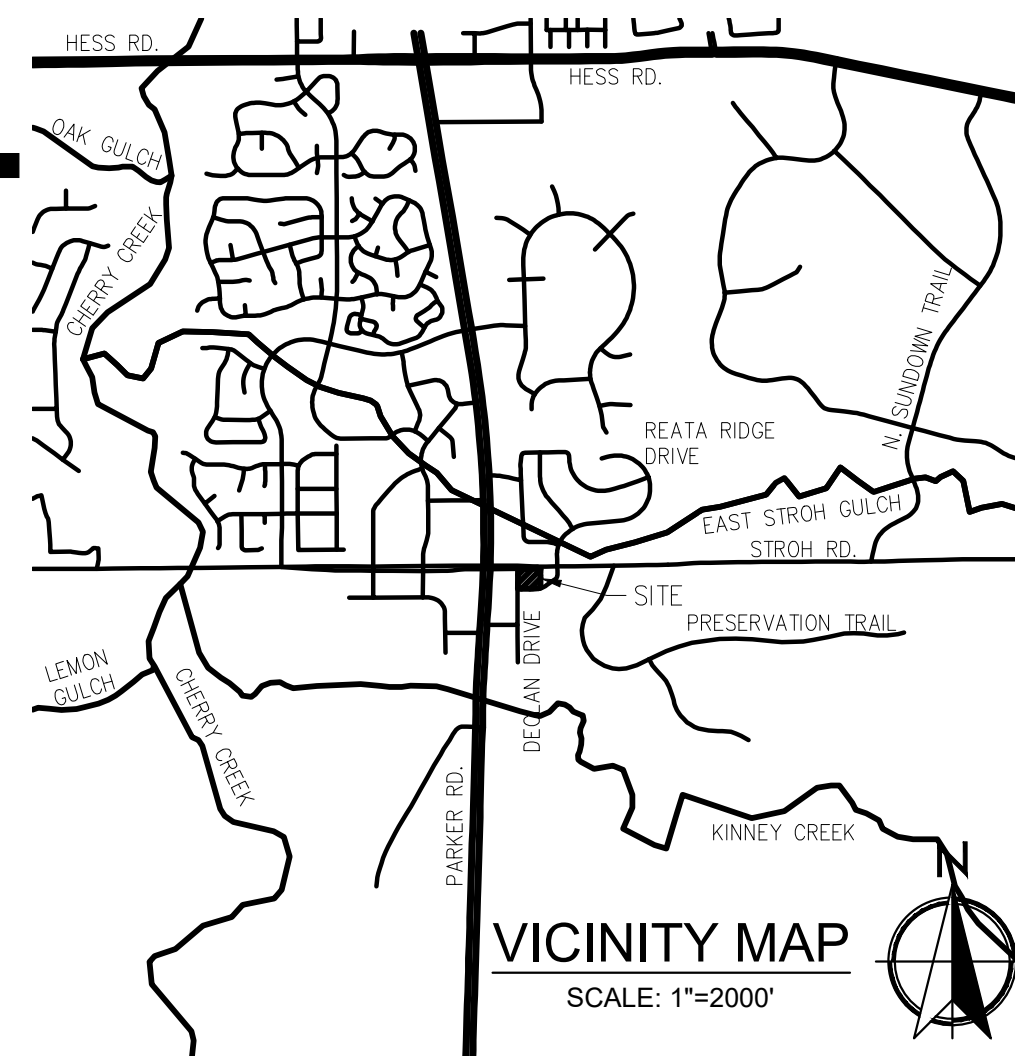 HESS RD.
HESS RD.
OAK GULCH
CHERRY CREEK
N. SUNDOWN TRAIL
REATA RIDGE
DRIVE
EAST STROH GULCH
STROH RD.
SITE
PRESERVATION TRAIL
DECLAN DRIVE
LEMON
GULCH
CHERRY CREEK
PARKER RD.
KINNEY CREEK
N
VICINITY MAP
SCALE: 1"=2000'